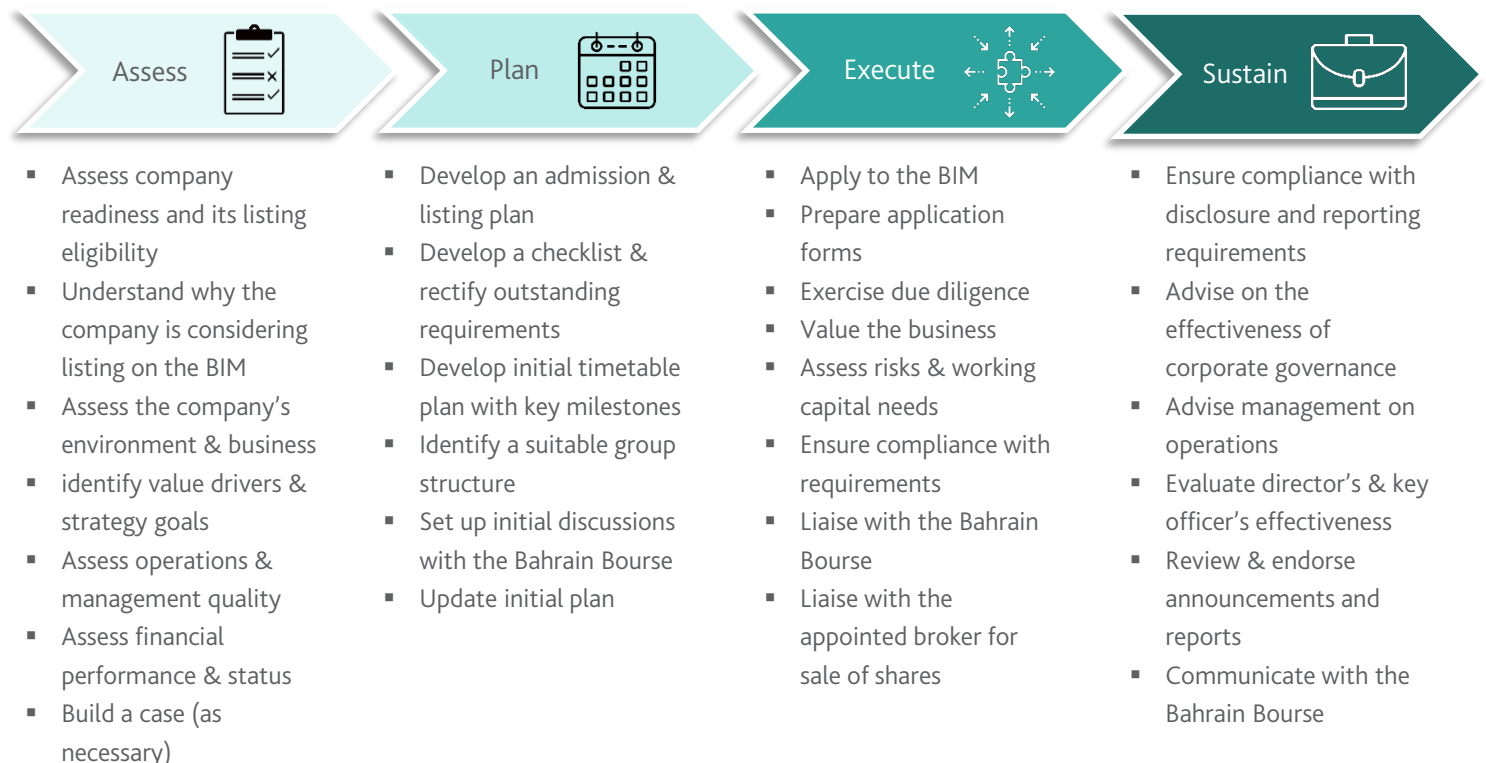 Assess
▪ Assess company
readiness and its listing
eligibility
▪ Understand why the
company is considering
listing on the BIM
▪ Assess the company’s
environment & business
▪ identify value drivers &
strategy goals
▪ Assess operations &
management quality
▪ Assess financial
performance & status
▪ Build a case (as
necessary)
Plan
▪ Develop an admission &
listing plan
▪ Develop a checklist &
rectify outstanding
requirements
▪ Develop initial timetable
plan with key milestones
▪ Identify a suitable group
structure
▪ Set up initial discussions
with the Bahrain Bourse
▪ Update initial plan
Execute
▪ Apply to the BIM
▪ Prepare application
forms
▪ Exercise due diligence
▪ Value the business
▪ Assess risks & working
capital needs
▪ Ensure compliance with
requirements
▪ Liaise with the Bahrain
Bourse
▪ Liaise with the
appointed broker for
sale of shares
Sustain
▪ Ensure compliance with
disclosure and reporting
requirements
▪ Advise on the
effectiveness of
corporate governance
▪ Advise management on
operations
▪ Evaluate director’s & key
officer’s effectiveness
▪ Review & endorse
announcements and
reports
▪ Communicate with the
Bahrain Bourse